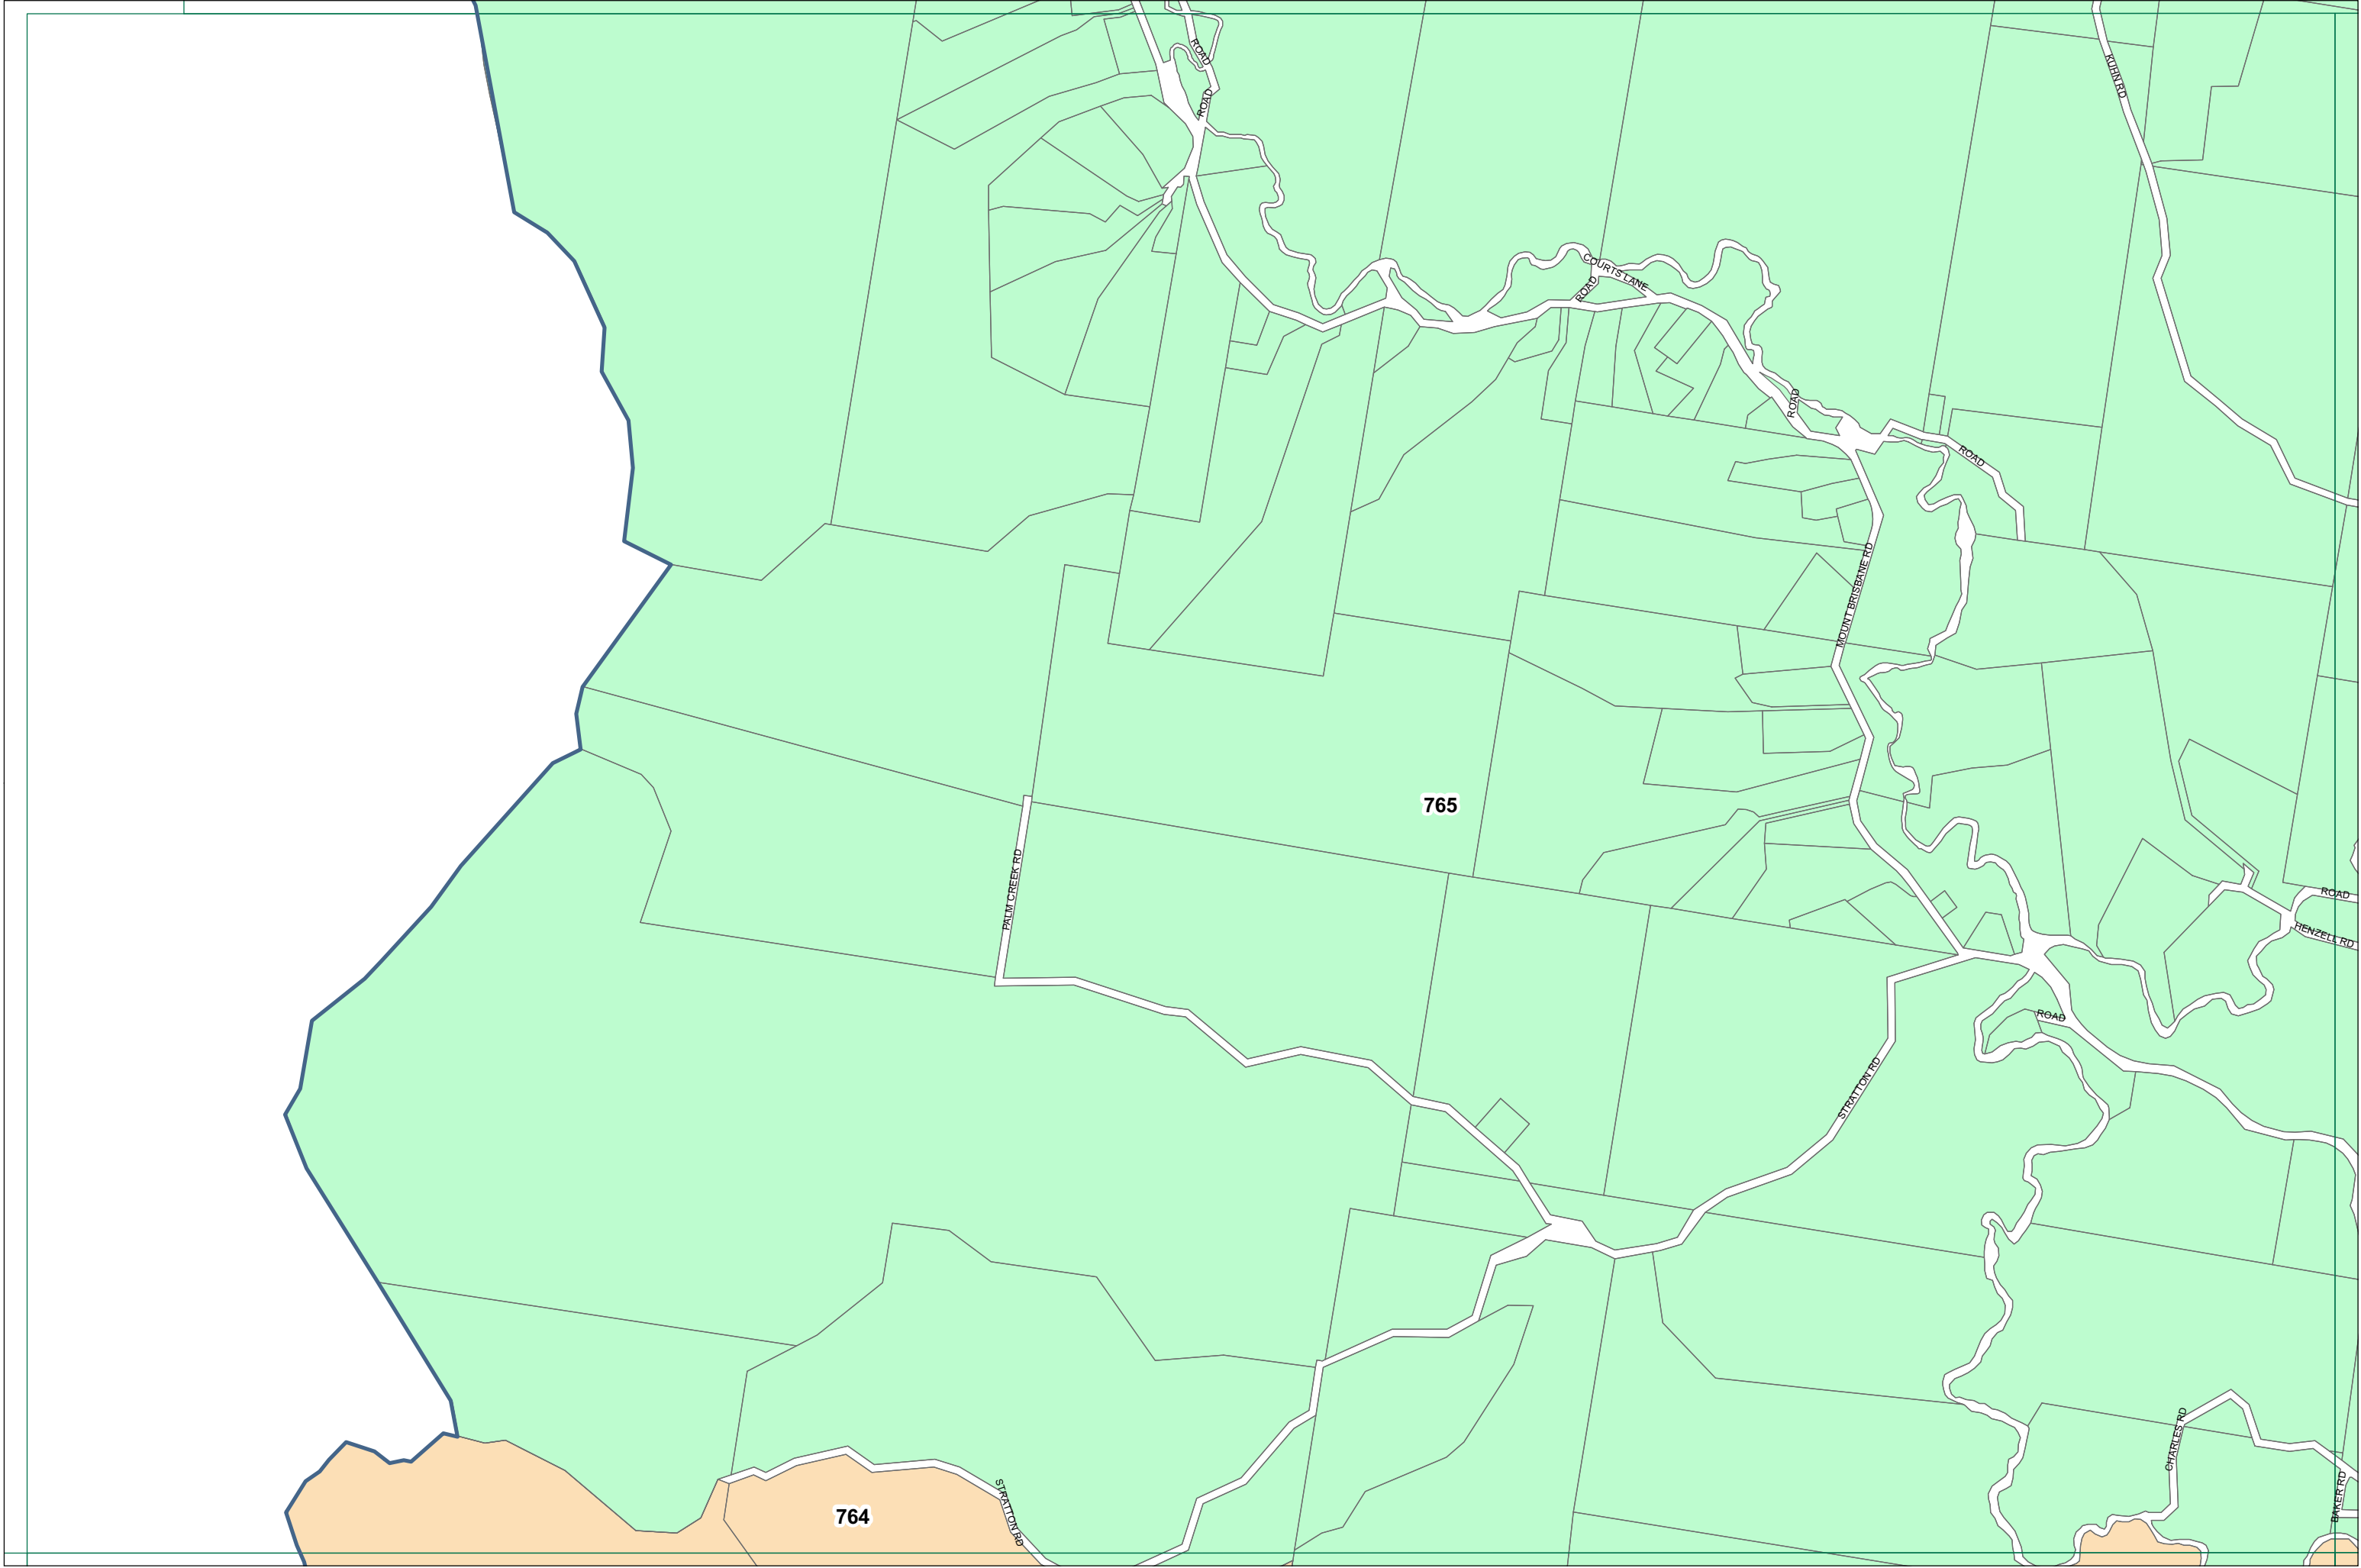 ROAD
KUHN RD
ROAD
COURTS LANE
ROAD
ROAD
ROAD
MOUNT BRISBANE RD
765
PALM CREEK RD
ROAD
HENZELL RD
ROAD
STRATTON RD
CHARLES RD
BAKER RD
STRATTON RD
764